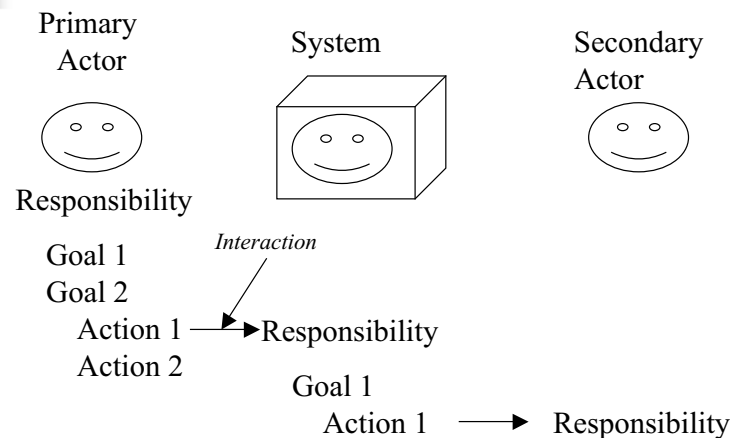 Primary
Actor
System
Secondary
Actor
Responsibility
Interaction
Goal 1
Goal 2
Action 1
Responsibility
Action 2
Goal 1
Action 1
Responsibility